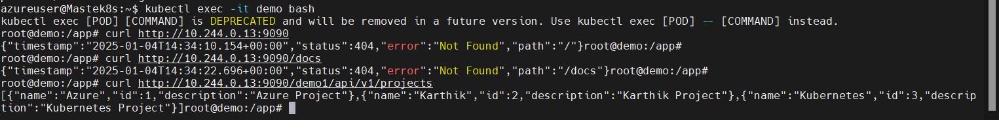 azureuser@Mastek8s:~$ kubectl exec -it demo bash
kubectl exec [POD] [COMMAND] is DEPRECATED and will be removed in a future version. Use kubectl exec [POD] -- [COMMAND] instead.
root@demo:/app# curl http://10.244.0.13:9090
{"timestamp":"2025-01-04T14:34:10.154+00:00","status":404,"error":"Not Found","path":"/"}root@demo:/app#
root@demo:/app# curl http://10.244.0.13:9090/docs
{"timestamp":"2025-01-04T14:34:22.696+00:00","status":404,"error":"Not Found","path":"/docs"}root@demo:/app#
root@demo:/app# curl http://10.244.0.13:9090/demo1/api/v1/projects
[{"name":"Azure","id":1,"description":"Azure Project"},{"name":"Karthik","id":2,"description":"Karthik Project"},{"name":"Kubernetes","id":3,"descrip
tion":"Kubernetes Project"}]root@demo:/app#